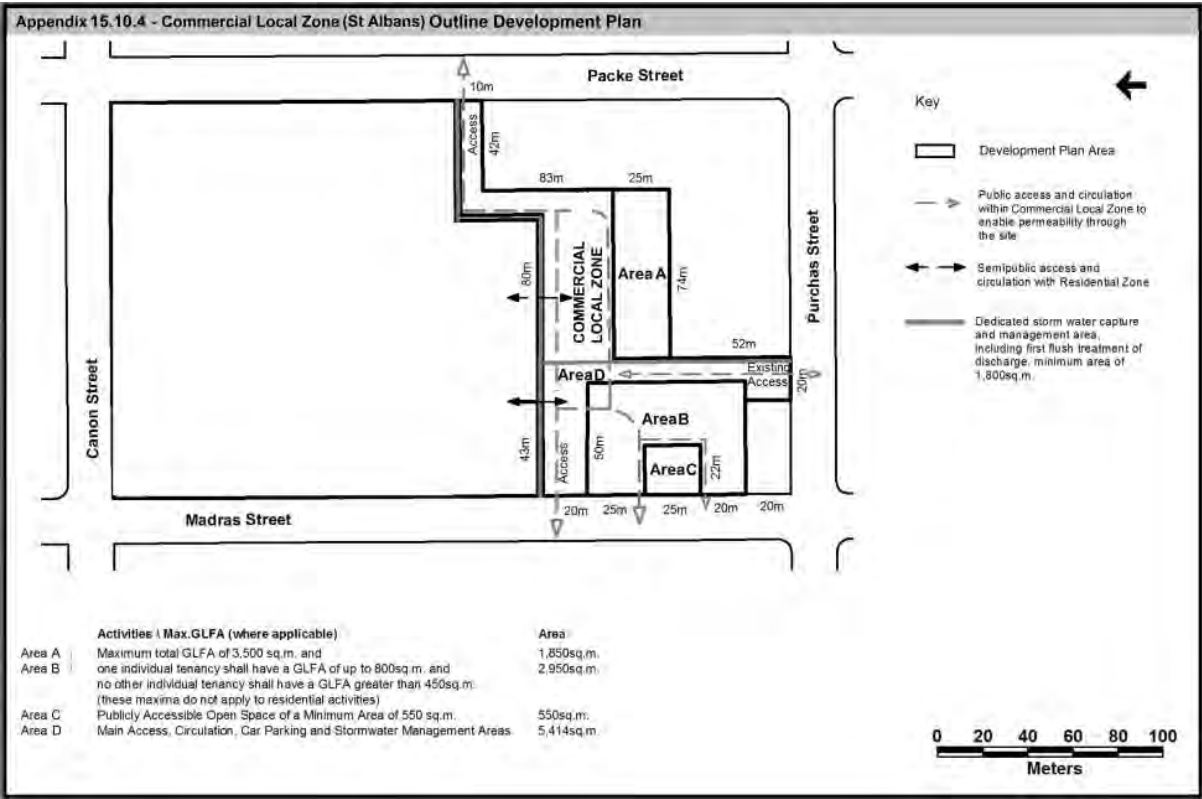 Appendix 15.10.4 - Commercial Local Zone (St Albans) Outline Development Plan
Packe Street
10m
Access
42m
83m
25m
Key
Development Plan Area
Public access and circulation
within Commercial Local Zone to
enable permeability through
the site
Semipublic access and
circulation with Residential Zone
Dedicated storm water capture
and management area,
including first flush treatment of
discharge, minimum area of
1,800sq.m.
Purchas Street
COMMERCIAL
LOCAL ZONE
Area A
80m
74m
52m
Existing
Access
20m
Area D
Area B
Canon Street
43m
Access
50m
Area C
22m
20m
25m
25m
20m
20m
Madras Street
Activities \ Max.GLFA (where applicable)
Area
Area A Maximum total GLFA of 3,500 sq.m. and 1,850sq.m.
Area B one individual tenancy shall have a GLFA of up to 800sq.m. and 2,950sq.m.
no other individual tenancy shall have a GLFA greater than 450sq.m.
(these maxima do not apply to residential activities)
Area C Publicly Accessible Open Space of a Minimum Area of 550 sq.m. 550sq.m.
Area D Main Access, Circulation, Car Parking and Stormwater Management Areas 5,414sq.m.
0 20 40 60 80 100
Meters